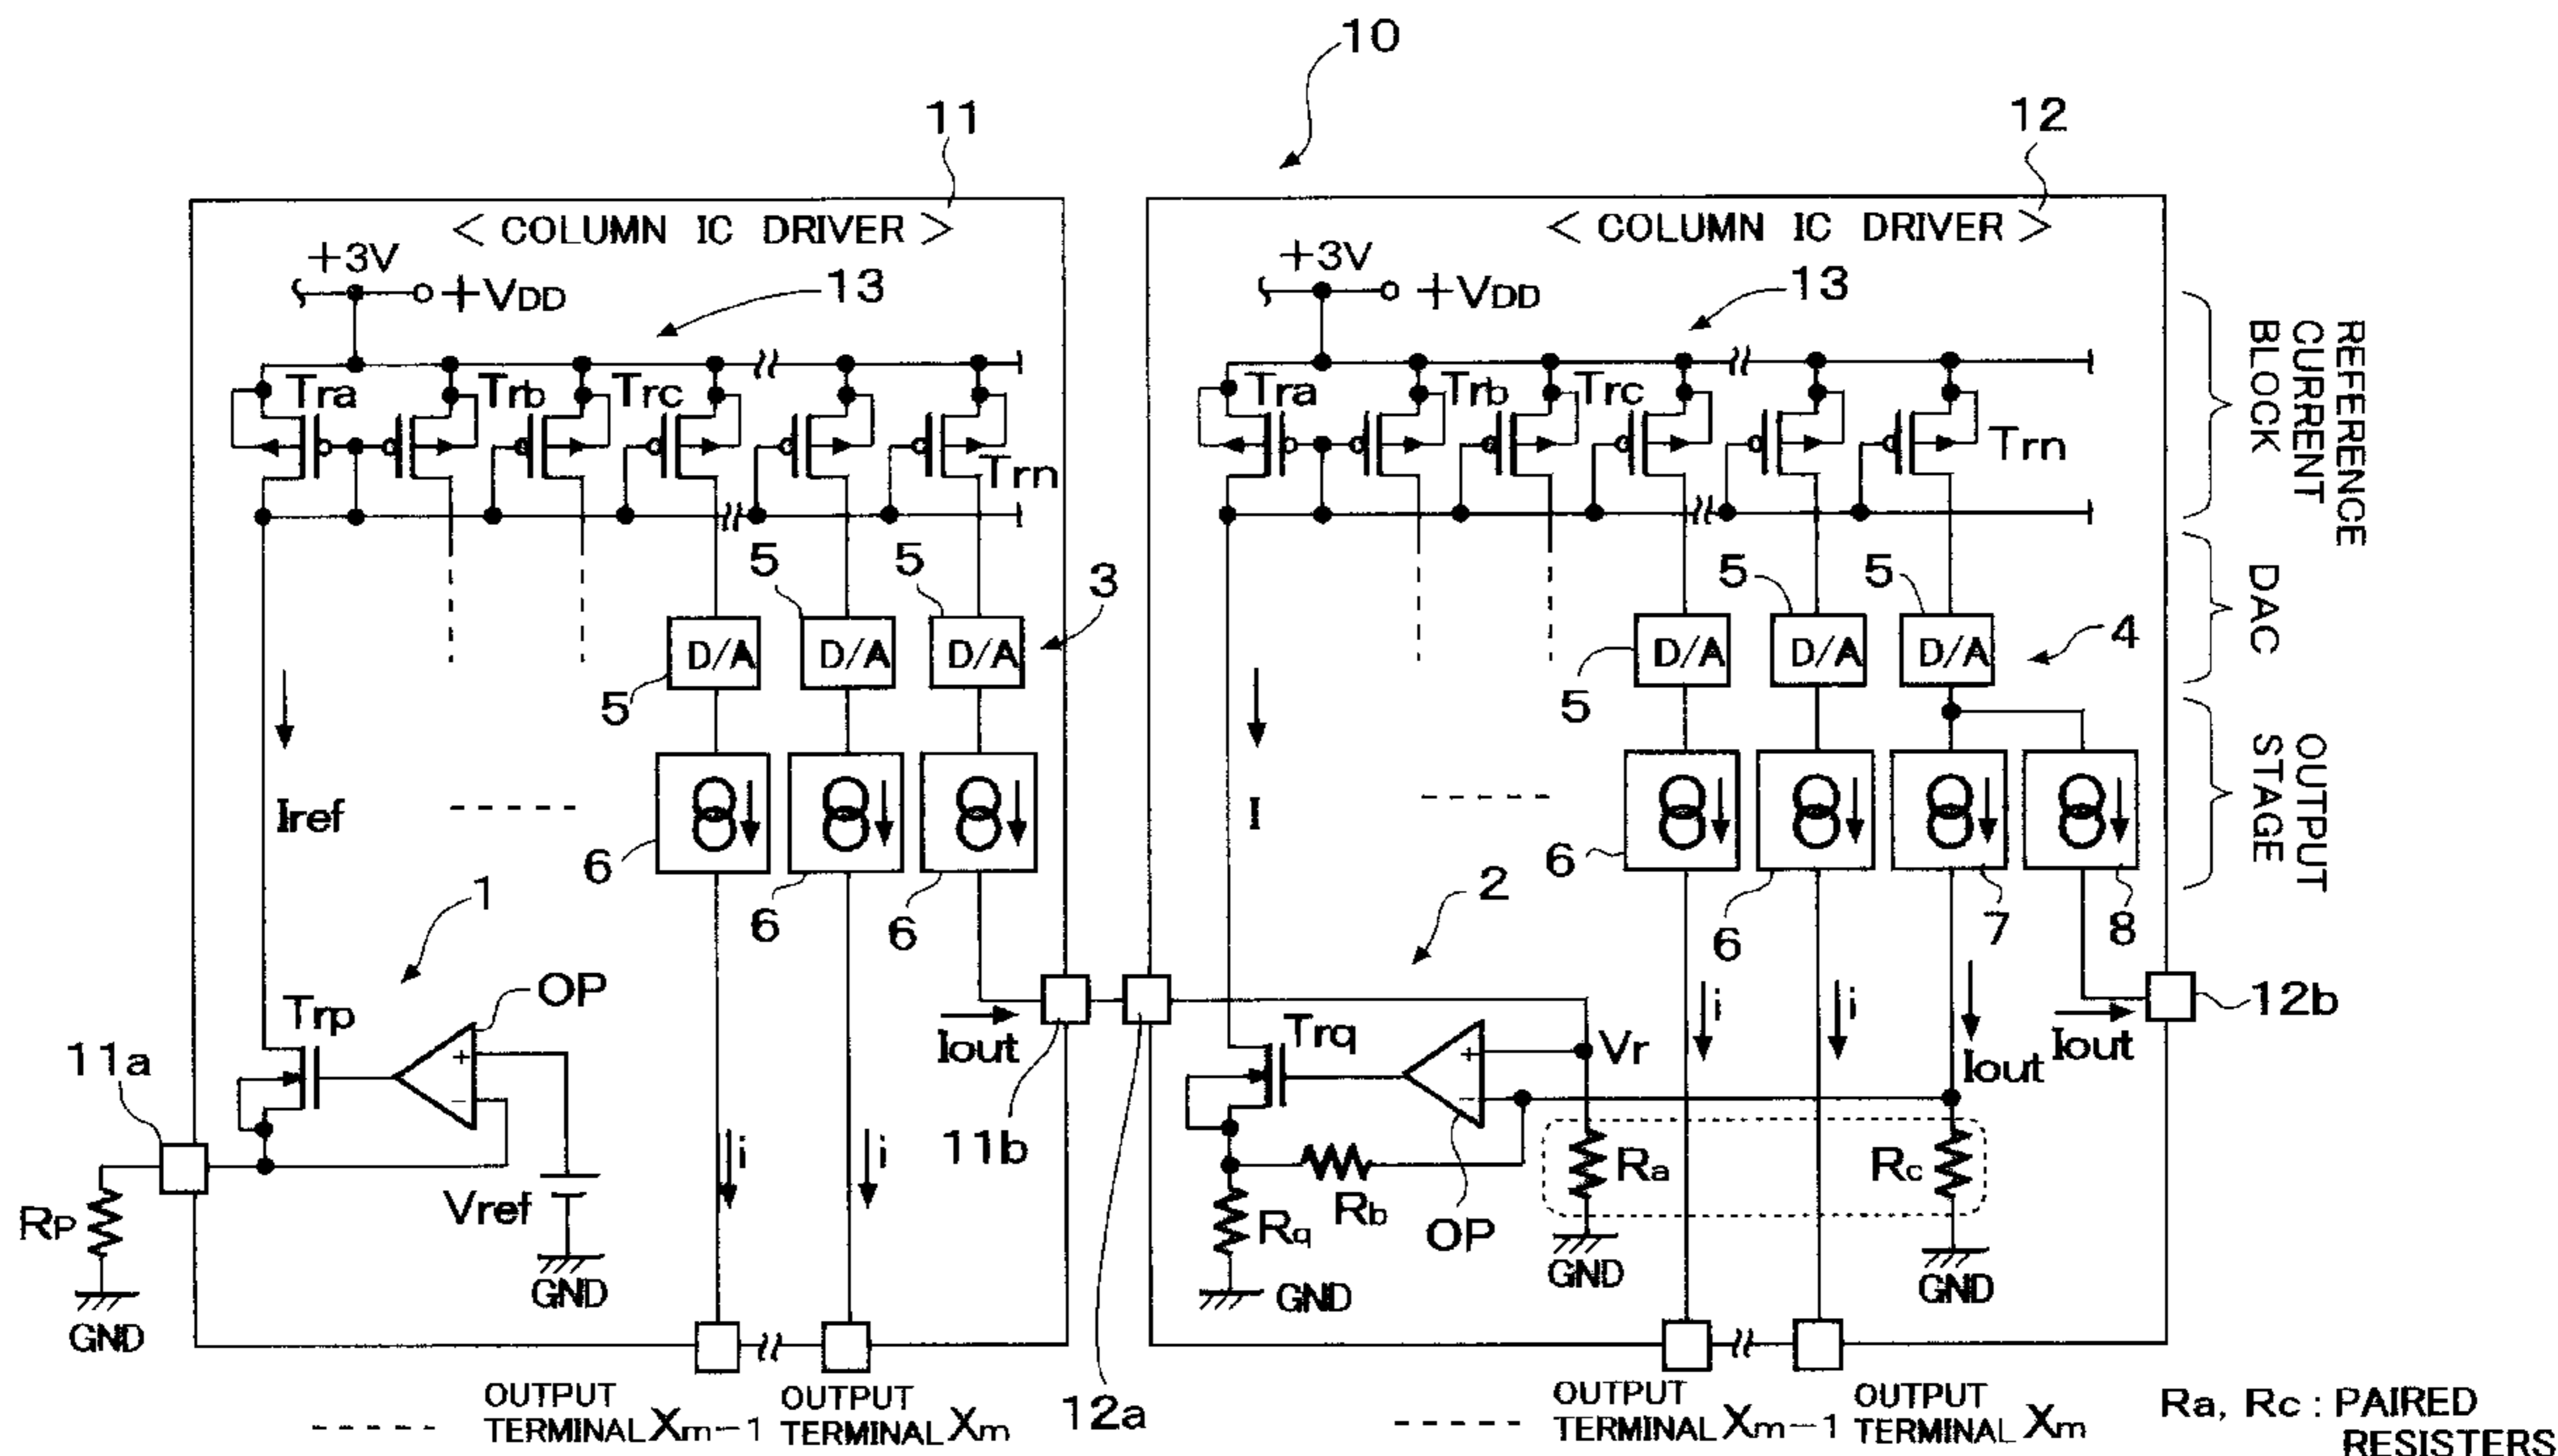 10
11
12
< COLUMN IC DRIVER >
< COLUMN IC DRIVER >
+3V
+VDD
13
+3V
+VDD
13
REFERENCE
CURRENT
BLOCK
Tra
Trb
Trc
Trn
Tra
Trb
Trc
Trn
5
5
3
5
5
4
DAC
D/A
D/A
D/A
D/A
D/A
D/A
5
5
OUTPUT
STAGE
Iref
I
6
6
6
6
6
7
8
1
2
OP
Trp
11a
Iout
11b
Trq
Vr
i
i
Iout
Iout
12b
i
i
RP
Vref
GND
GND
Rq
Rb
OP
Ra
Rc
GND
GND
GND
12a
OUTPUT
TERMINAL Xm-1
OUTPUT
TERMINAL Xm
OUTPUT
TERMINAL Xm-1
OUTPUT
TERMINAL Xm
Ra, Rc : PAIRED
RESISTERS
+
−
+
−